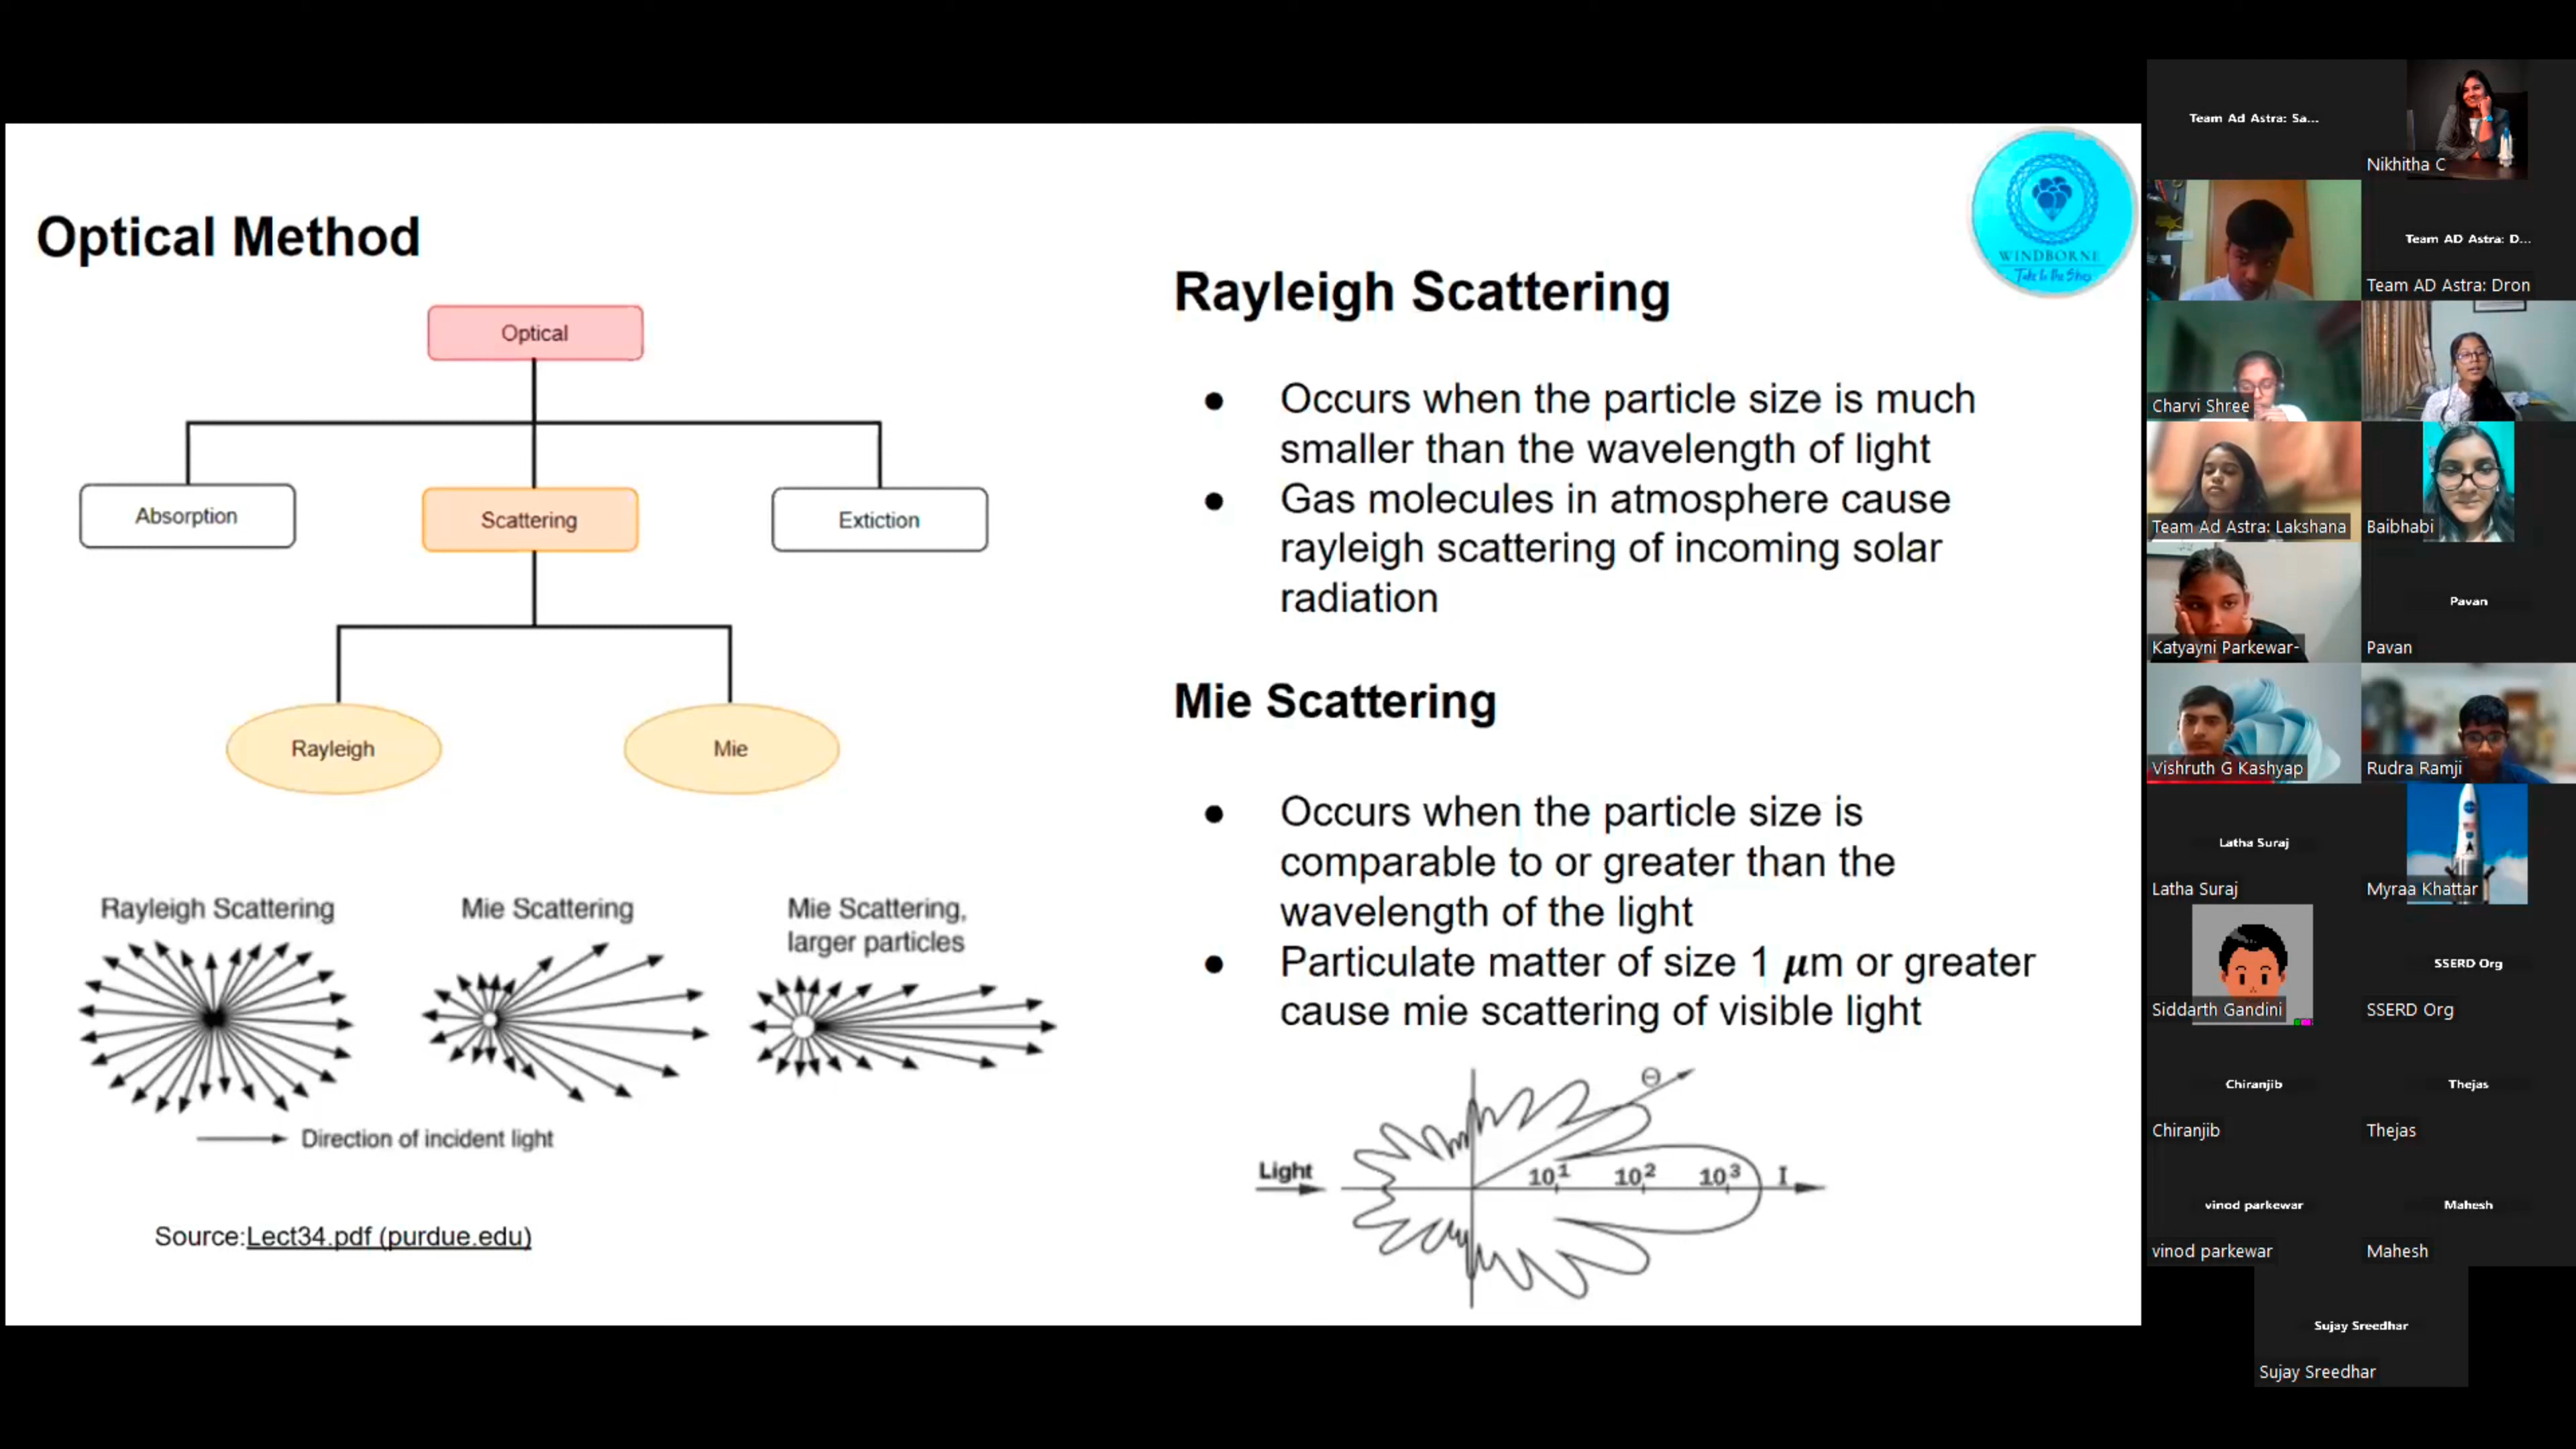 Optical Method
Optical
Absorption
Scattering
Extiction
Rayleigh
Mie
Rayleigh Scattering
Mie Scattering
Mie Scattering,
larger particles
Direction of incident light
Source:Lect34.pdf (purdue.edu)
WINDBORNE
Rayleigh Scattering
● Occurs when the particle size is much
smaller than the wavelength of light
● Gas molecules in atmosphere cause
rayleigh scattering of incoming solar
radiation
Mie Scattering
● Occurs when the particle size is
comparable to or greater than the
wavelength of the light
● Particulate matter of size 1 μm or greater
cause mie scattering of visible light
Θ
Light
10¹ 10² 10³ I
Team Ad Astra: Sa...
Nikhitha C
Team AD Astra: D...
Team AD Astra: Dron
Charvi Shree
Team Ad Astra: Lakshana
Baibhabi
Katyayni Parkewar-
Pavan
Pavan
Vishruth G Kashyap
Rudra Ramji
Latha Suraj
Latha Suraj
Myraa Khattar
Siddarth Gandini
SSERD Org
SSERD Org
Chiranjib
Chiranjib
Thejas
Thejas
vinod parkewar
vinod parkewar
Mahesh
Mahesh
Sujay Sreedhar
Sujay Sreedhar